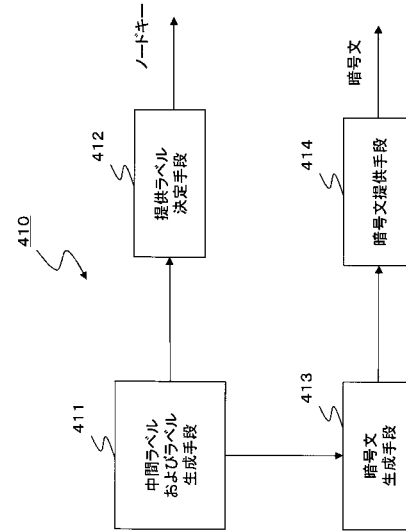 410
411
中間ラベル
およびラベル
生成手段
412
提供ラベル
決定手段
ノードキー
413
暗号文
生成手段
414
暗号文提供手段
暗号文